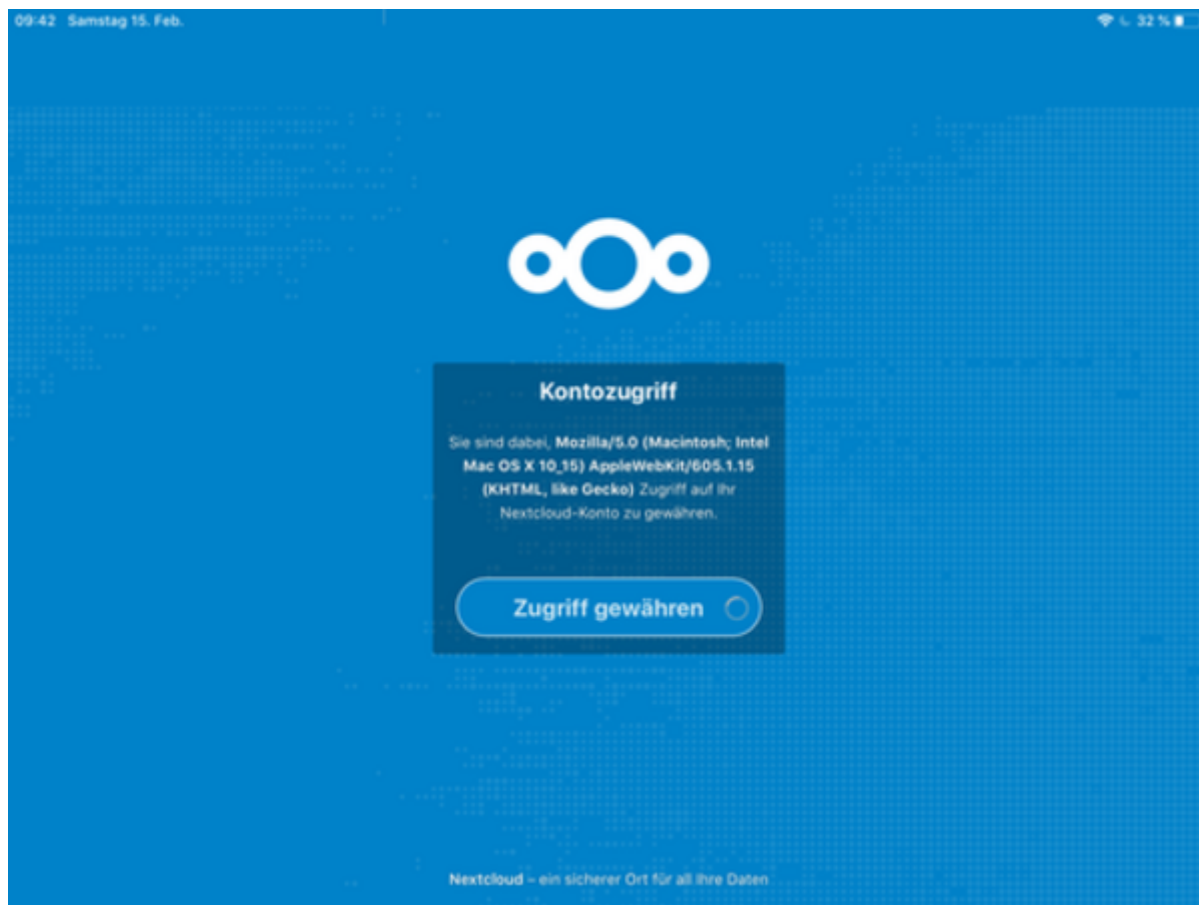 09:42 Samstag 15. Feb.
32 %
Kontozugriff
Sie sind dabei, Mozilla/5.0 (Macintosh; Intel
Mac OS X 10_15) AppleWebKit/605.1.15
(KHTML, like Gecko) Zugriff auf Ihr
Nextcloud-Konto zu gewähren.
Zugriff gewähren
Nextcloud – ein sicherer Ort für all Ihre Daten